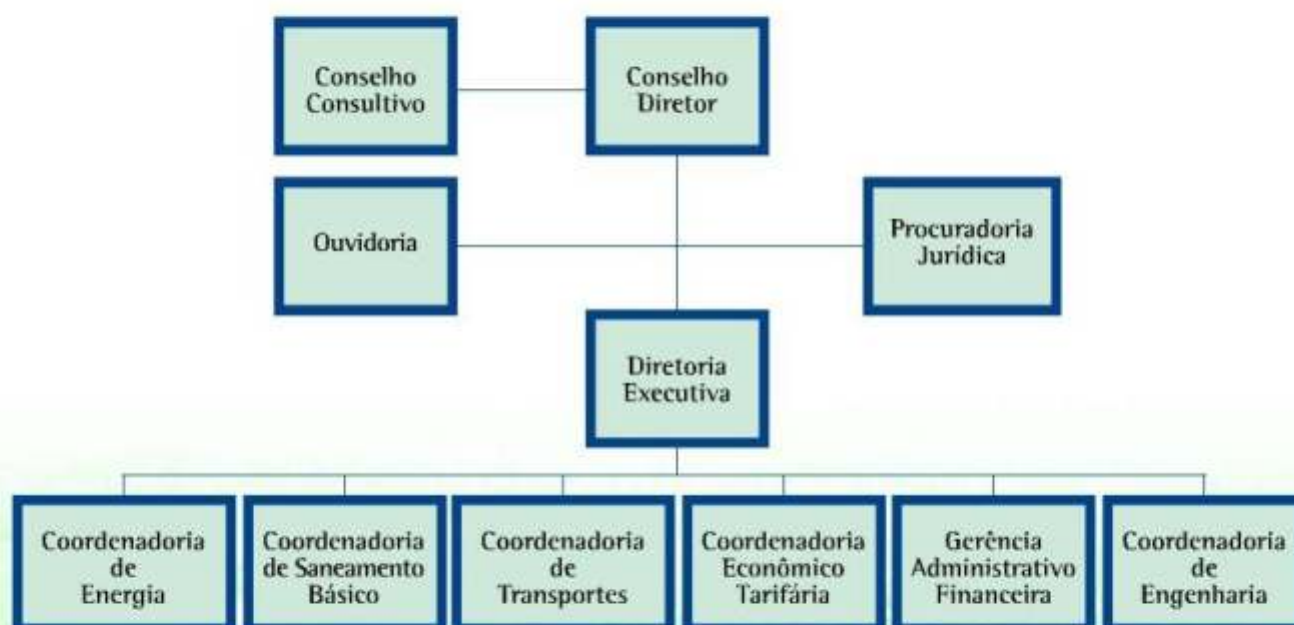 Conselho
Consultivo
Conselho
Diretor
Ouvidoria
Procuradoria
Jurídica
Diretoria
Executiva
Coordenadoria
de
Energia
Coordenadoria
de Saneamento
Básico
Coordenadoria
de
Transportes
Coordenadoria
Econômico
Tarifária
Gerência
Administrativo
Financeira
Coordenadoria
de
Engenharia